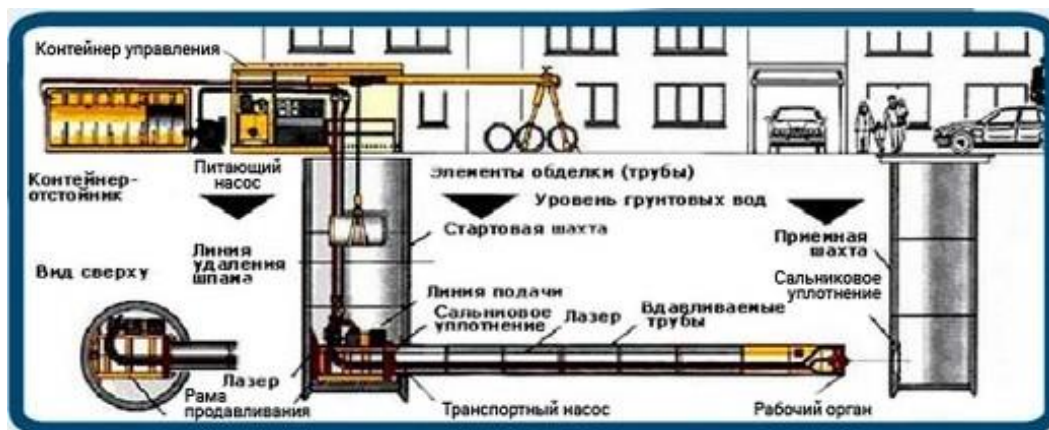 Контейнер управления
Питающий
насос
Контейнер-
отстойник
Элементы обделки (трубы)
Уровень грунтовых вод
Стартовая шахта
Приемная
шахта
Линия
удаления
шлама
Вид сверху
Сальниковое
уплотнение
Линия подачи
Сальниковое
уплотнение
Лазер
Вдавливаемые
трубы
Лазер
Рама
продавливания
Транспортный насос
Рабочий орган